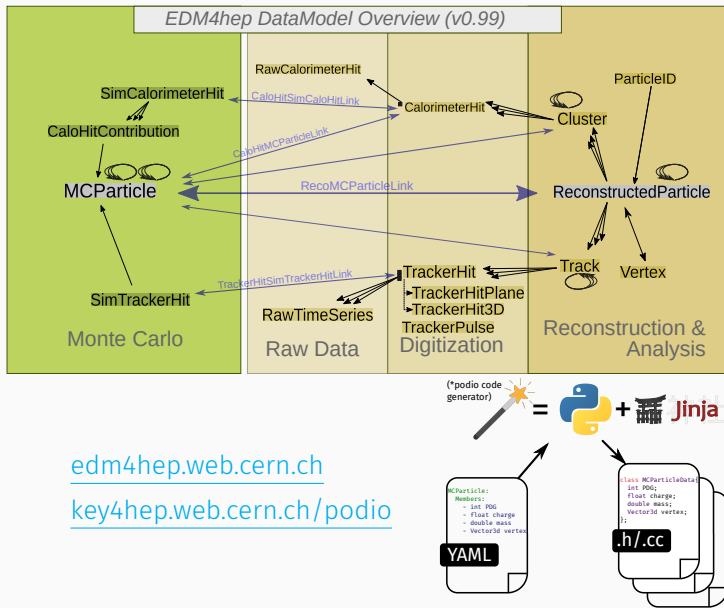 EDM4hep DataModel Overview (v0.99)
RawCalorimeterHit
ParticleID
SimCalorimeterHit
CaloHitSimCaloHitLink
CalorimeterHit
Cluster
CaloHitContribution
CaloHitMCParticleLink
MCParticle
RecoMCParticleLink
ReconstructedParticle
TrackerHitSimTrackerHitLink
TrackerHit
Track
Vertex
SimTrackerHit
TrackerHitPlane
RawTimeSeries
TrackerHit3D
TrackerPulse
Monte Carlo
Raw Data
Digitization
Reconstruction &
Analysis
(*podio code
generator)
=
+
Jinja
edm4hep.web.cern.ch
key4hep.web.cern.ch/podio
MCParticle:
Members:
- int PDG
- float charge
- double mass
- Vector3d vertex
YAML
class MCParticleData{
int PDG;
float charge;
double mass;
Vector3d vertex;
};
.h/.cc